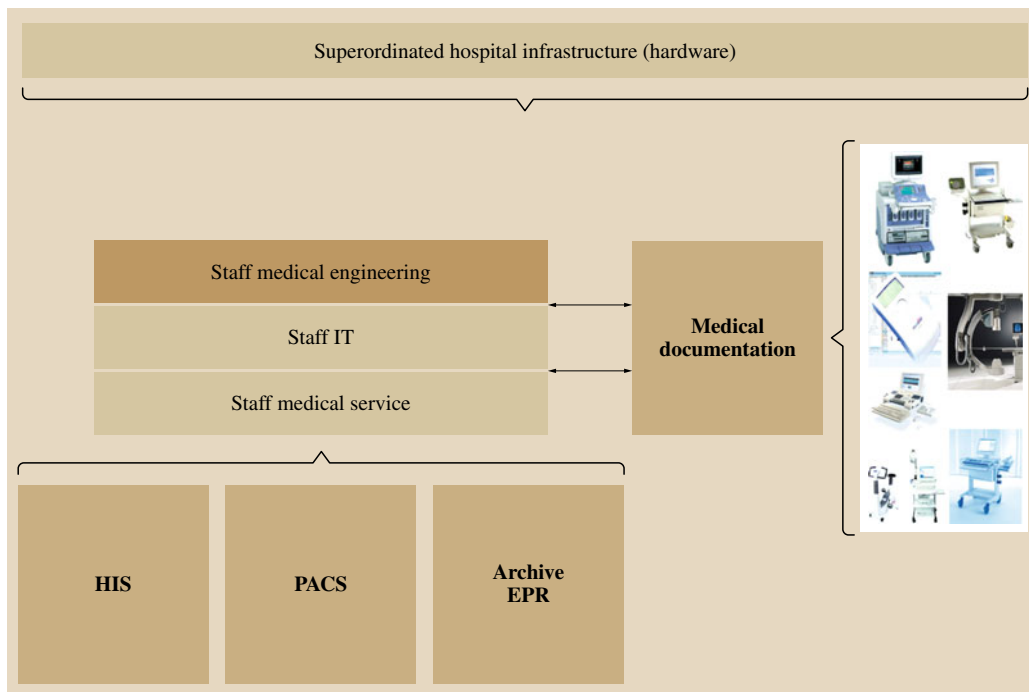 Superordinated hospital infrastructure (hardware)
Staff medical engineering
Staff IT
Staff medical service
Medical
documentation
HIS
PACS
Archive
EPR